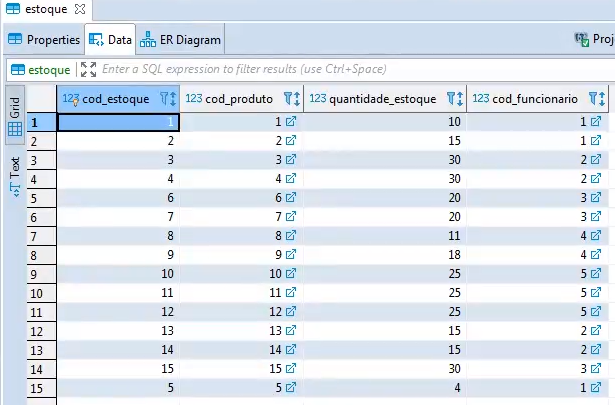 estoque
Properties Data ER Diagram Proj
estoque Enter a SQL expression to filter results (use Ctrl+Space)
Grid
Text
123 cod_estoque 123 cod_produto 123 quantidade_estoque 123 cod_funcionario
1 1 1 10 1
2 2 2 15 1
3 3 3 30 2
4 4 4 30 2
5 6 6 20 3
6 7 7 20 3
7 8 8 11 4
8 9 9 18 4
9 10 10 25 5
10 11 11 25 5
11 12 12 25 5
12 13 13 15 2
13 14 14 15 2
14 15 15 30 3
15 5 5 4 1